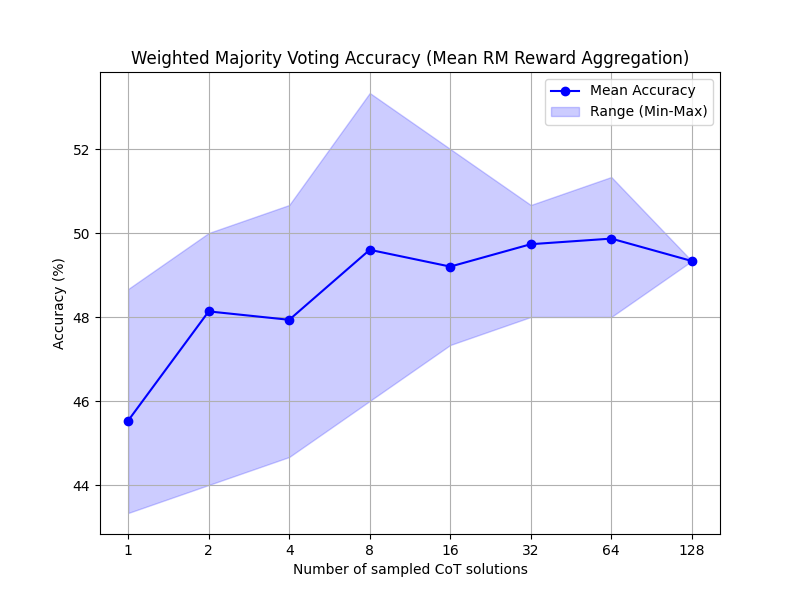 Weighted Majority Voting Accuracy (Mean RM Reward Aggregation)
Mean Accuracy
Range (Min-Max)
Accuracy (%)
52
50
48
46
44
1 2 4 8 16 32 64 128
Number of sampled CoT solutions